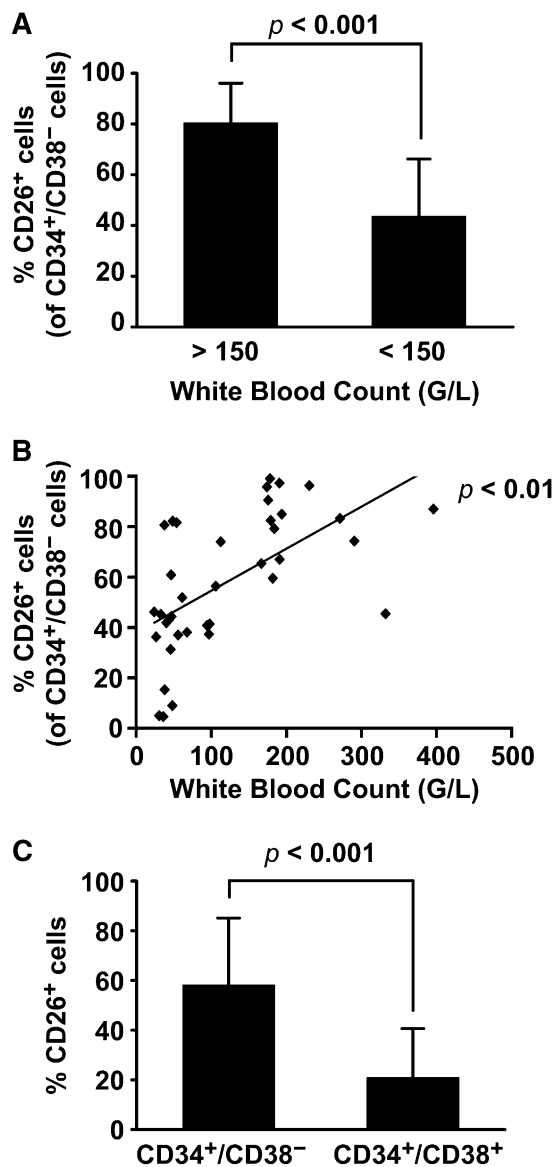 A
p < 0.001
% CD26+ cells
(of CD34+/CD38− cells)
100
80
60
40
20
0
> 150
< 150
White Blood Count (G/L)
B
p < 0.01
% CD26+ cells
(of CD34+/CD38− cells)
100
80
60
40
20
0
0 100 200 300 400 500
White Blood Count (G/L)
C
p < 0.001
% CD26+ cells
100
80
60
40
20
0
CD34+/CD38−
CD34+/CD38+